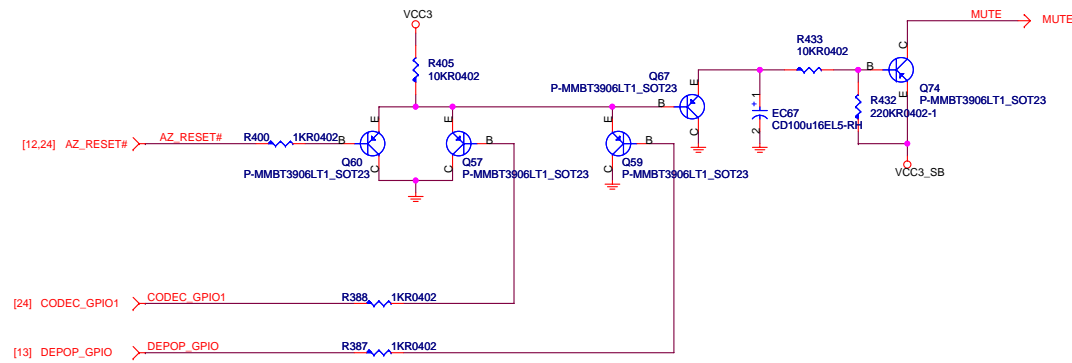 VCC3
MUTE
MUTE
R405
10KR0402
R433
10KR0402
C
B
E
Q74
P-MMBT3906LT1_SOT23
Q67
P-MMBT3906LT1_SOT23
B
E
C
1
+
EC67
CD100u16EL5-RH
2
R432
220KR0402-1
VCC3_SB
[12,24] AZ_RESET#
AZ_RESET#
R400
1KR0402
B
E
C
Q60
P-MMBT3906LT1_SOT23
E
B
C
Q57
P-MMBT3906LT1_SOT23
E
B
C
Q59
P-MMBT3906LT1_SOT23
[24] CODEC_GPIO1
CODEC_GPIO1
R388
1KR0402
[13] DEPOP_GPIO
DEPOP_GPIO
R387
1KR0402